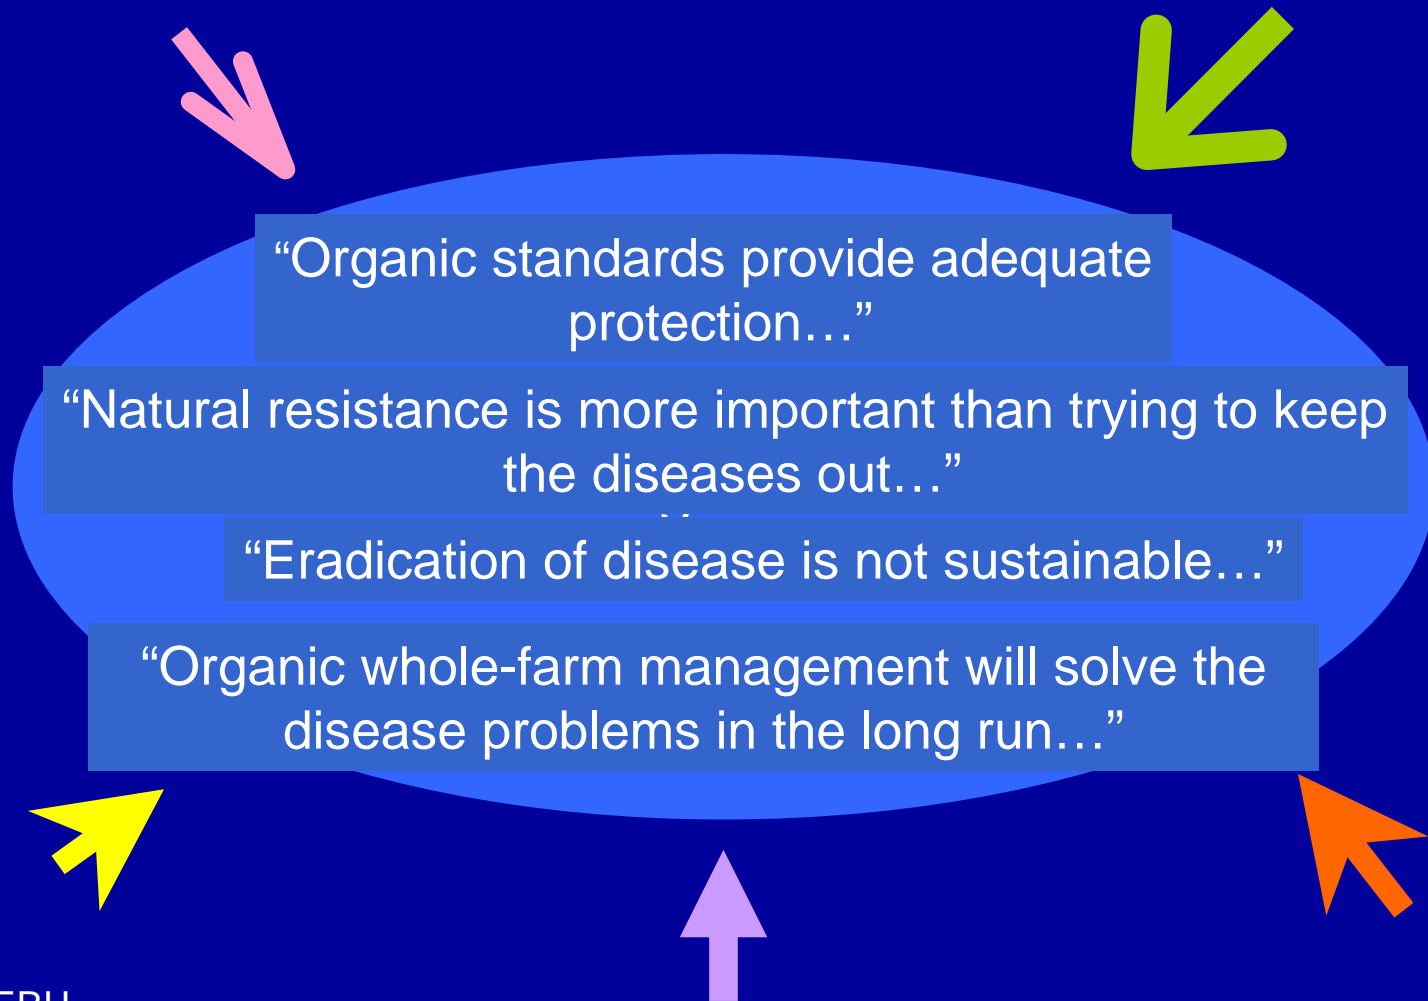 “Organic standards provide adequate
protection…”
“Natural resistance is more important than trying to keep
the diseases out…”
“Eradication of disease is not sustainable…”
“Organic whole-farm management will solve the
disease problems in the long run…”